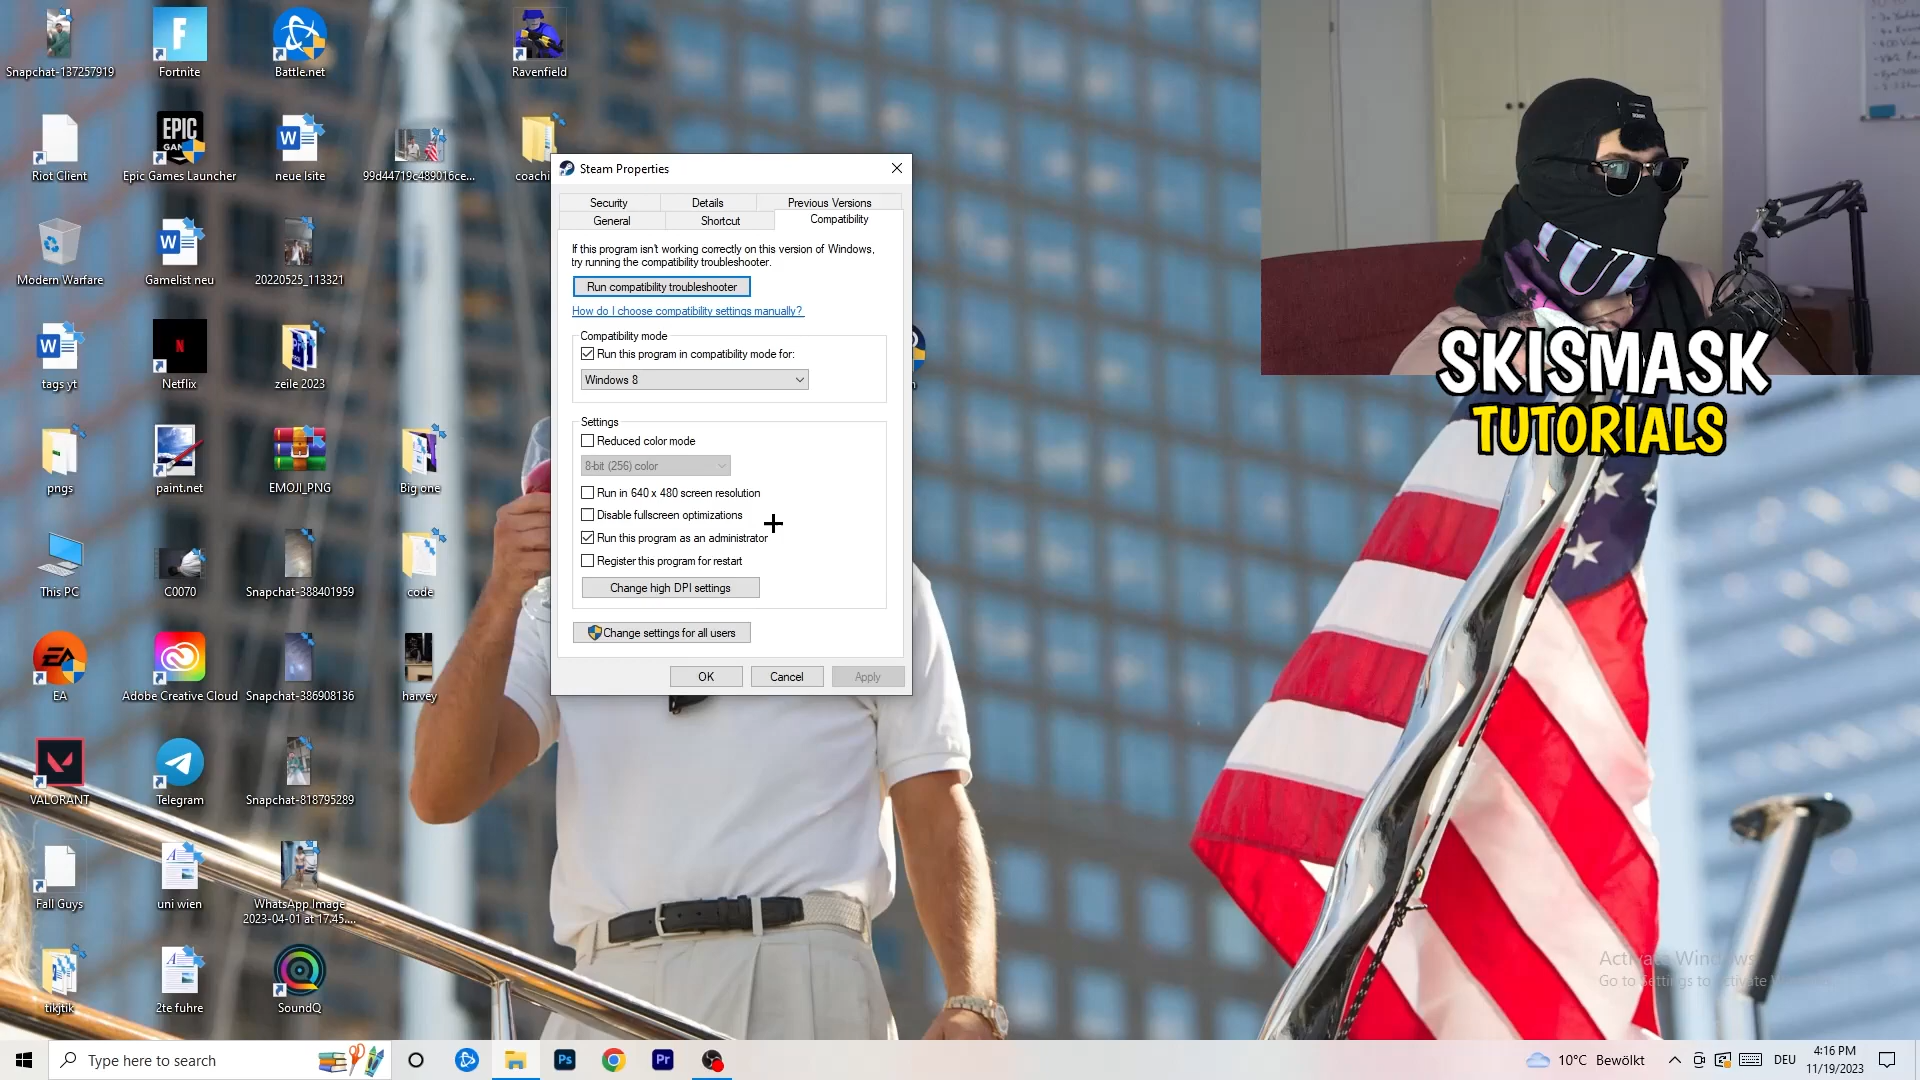 Snapchat-137257919
Fortnite
Battle.net
Ravenfield
Riot Client
EPIC
GAM
Epic Games Launcher
neue lsite
99d44719c489016ce...
coachi
Modern Warfare
Gamelist neu
20220525_113321
tags yt
Netflix
zeile 2023
pngs
paint.net
EMOJI_PNG
Big one
This PC
C0070
Snapchat-388401959
code
EA
Adobe Creative Cloud
Snapchat-386908136
harvey
VALORANT
Telegram
Snapchat-818795289
Fall Guys
uni wien
WhatsApp Image
2023-04-01 at 17.45....
tikjtik
2te fuhre
SoundQ
Steam Properties
Security
Details
Previous Versions
General
Shortcut
Compatibility
If this program isn't working correctly on this version of Windows,
try running the compatibility troubleshooter.
Run compatibility troubleshooter
How do I choose compatibility settings manually?
Compatibility mode
Run this program in compatibility mode for:
Windows 8
Settings
Reduced color mode
8-bit (256) color
Run in 640 x 480 screen resolution
Disable fullscreen optimizations
Run this program as an administrator
Register this program for restart
Change high DPI settings
Change settings for all users
OK
Cancel
Apply
SKISMASK
TUTORIALS
Activate Windows
Go to Settings to activate
Type here to search
Ps
Pr
10°C Bewölkt
DEU
4:16 PM
11/19/2023